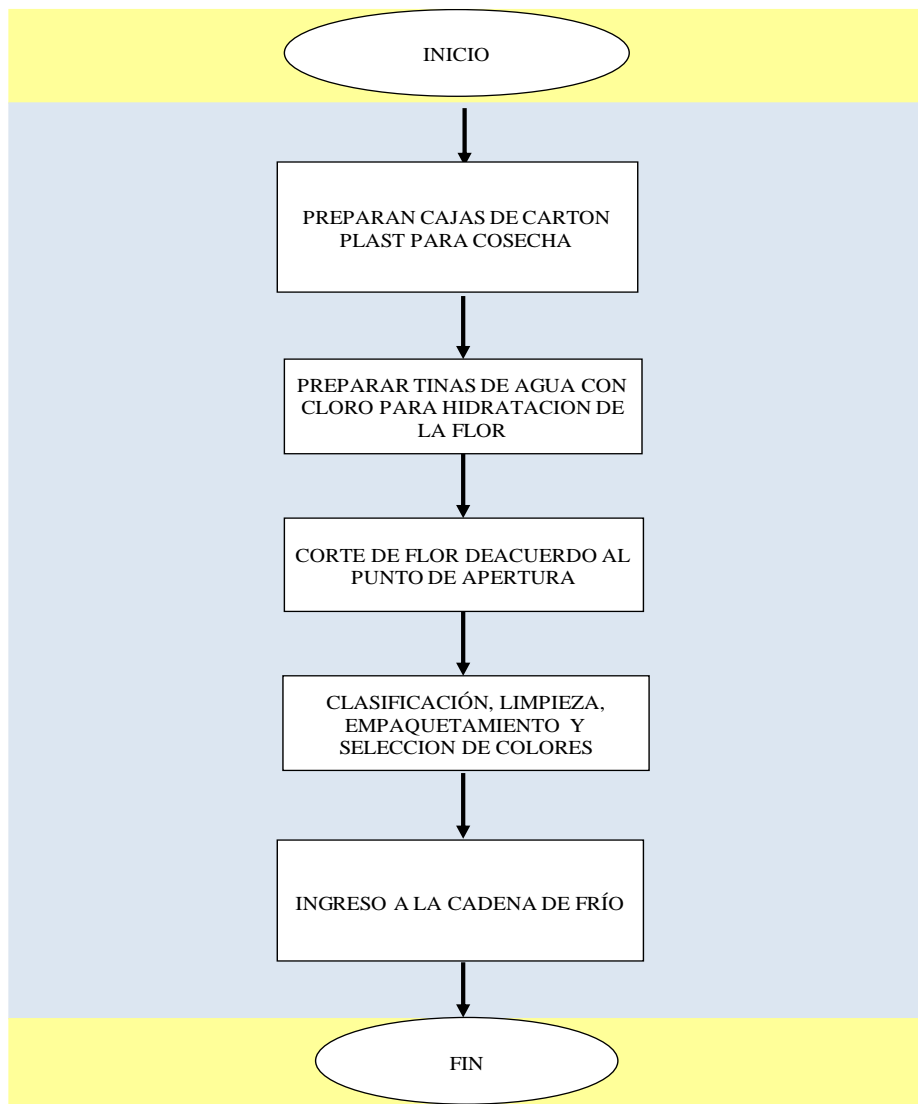 INICIO
PREPARAN CAJAS DE CARTON
PLAST PARA COSECHA
PREPARAR TINAS DE AGUA CON
CLORO PARA HIDRATACION DE
LA FLOR
CORTE DE FLOR DEACUERDO AL
PUNTO DE APERTURA
CLASIFICACIÓN, LIMPIEZA,
EMPAQUETAMIENTO Y
SELECCION DE COLORES
INGRESO A LA CADENA DE FRÍO
FIN